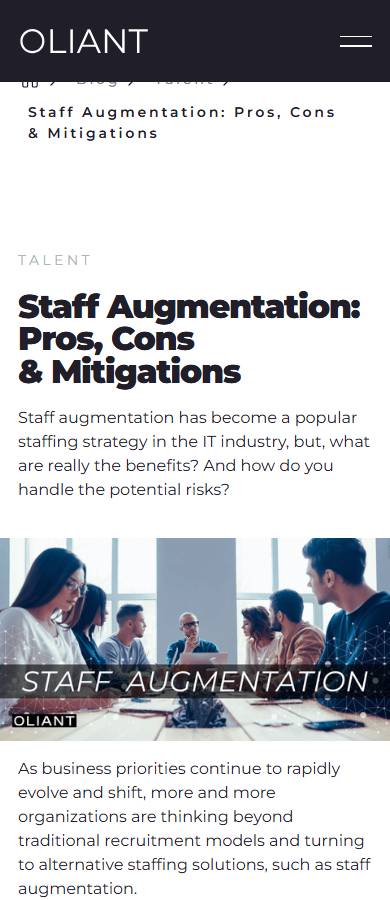 OLIANT
Blog Talent
Staff Augmentation: Pros, Cons
& Mitigations
TALENT
Staff Augmentation:
Pros, Cons
& Mitigations
Staff augmentation has become a popular
staffing strategy in the IT industry, but, what
are really the benefits? And how do you
handle the potential risks?
STAFF AUGMENTATION
OLIANT
As business priorities continue to rapidly
evolve and shift, more and more
organizations are thinking beyond
traditional recruitment models and turning
to alternative staffing solutions, such as staff
augmentation.